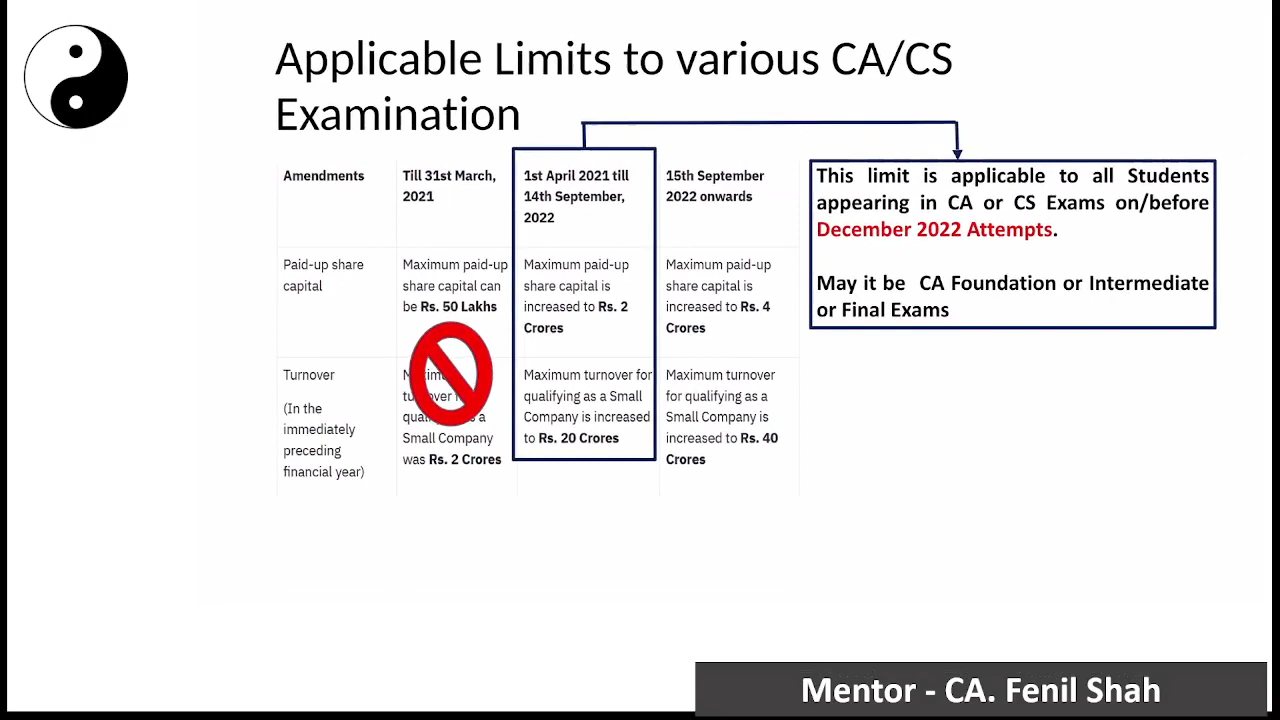 Applicable Limits to various CA/CS
Examination
Amendments
Till 31st March,
2021
1st April 2021 till
14th September,
2022
15th September
2022 onwards
Paid-up share
capital
Maximum paid-up
share capital can
be Rs. 50 Lakhs
Maximum paid-up
share capital is
increased to Rs. 2
Crores
Maximum paid-up
share capital is
increased to Rs. 4
Crores
Turnover
(In the
immediately
preceding
financial year)
a
Small Company
was Rs. 2 Crores
Maximum turnover for
qualifying as a Small
Company is increased
to Rs. 20 Crores
Maximum turnover
for qualifying as a
Small Company is
increased to Rs. 40
Crores
This limit is applicable to all Students
appearing in CA or CS Exams on/before
December 2022 Attempts.
May it be CA Foundation or Intermediate
or Final Exams
Mentor - CA. Fenil Shah